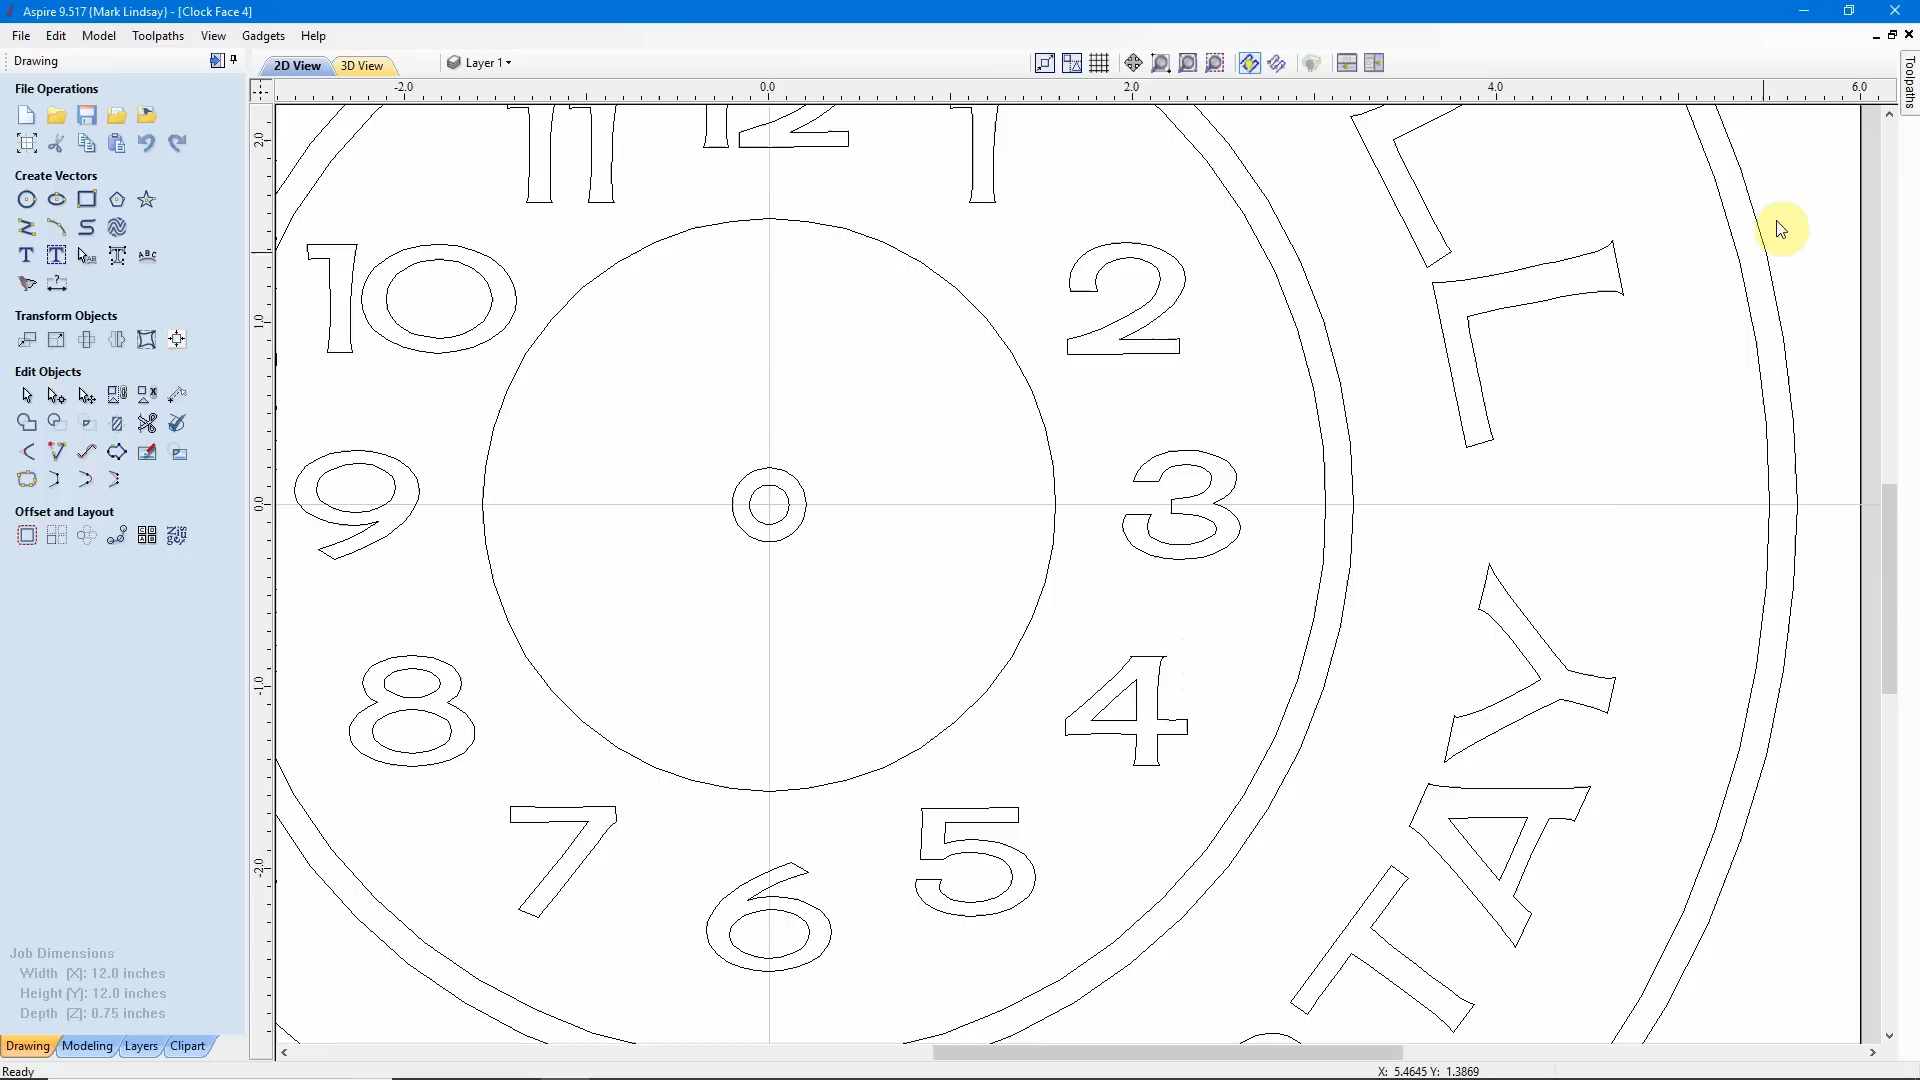 Aspire 9.517 {Mark Lindsay} - [Clock Face 4]
File Edit Model Toolpaths View Gadgets Help
Drawing
2D View 3D View Layer 1
Toolpaths
-2.0 0.0 2.0 4.0 6.0
2.0
1.0
0.0
-1.0
-2.0
File Operations
Create Vectors
Transform Objects
Edit Objects
Offset and Layout
11 12 1
10 2
9 3
8 4
7 5
6
L
L
Y
A
T
Job Dimensions
Width (X): 12.0 inches
Height (Y): 12.0 inches
Depth (Z): 0.75 inches
Drawing Modeling Layers Clipart
Ready
X: 5.4645 Y: 1.3869